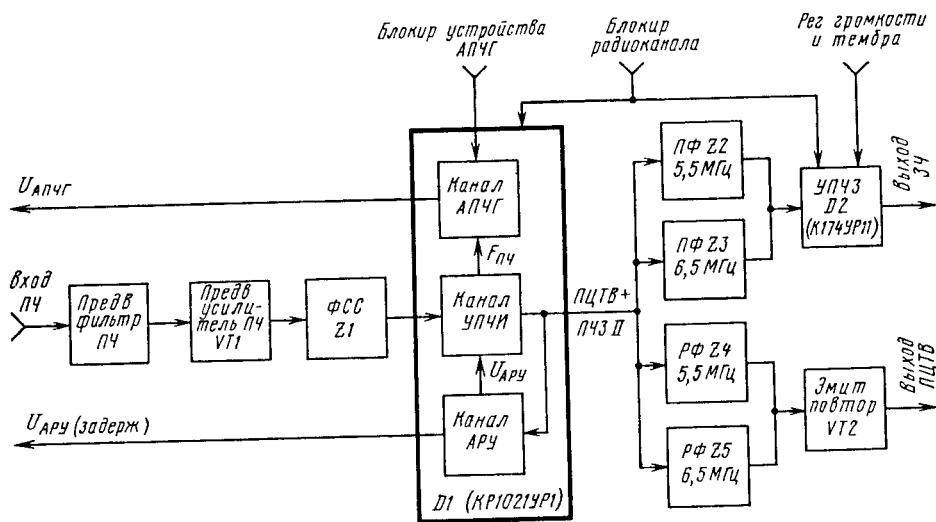 Блокир устройства
АПЧГ
Блокир
радиоканала
Рег громкости
и тембра
UАПЧГ
Канал
АПЧГ
ПФ Z2
5,5 МГц
УПЧЗ
D2
(К174УР11)
Выход
ЗЧ
FПЧ
ПФ Z3
6,5 МГц
Вход
ПЧ
Предв
фильтр
ПЧ
Предв
усили-
тель ПЧ
VT1
ФСС
Z1
Канал
УПЧИ
ПЦТВ+
ПЧЗ II
UАРУ
РФ Z4
5,5 МГц
Эмит
повтор
VT2
Выход
ПЦТВ
UАРУ (задерж)
Канал
АРУ
РФ Z5
6,5 МГц
D1 (КР1021УР1)